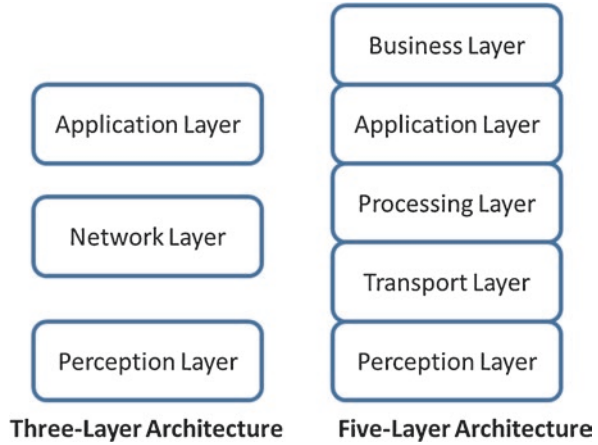 Application Layer
Network Layer
Perception Layer
Three-Layer Architecture
Business Layer
Application Layer
Processing Layer
Transport Layer
Perception Layer
Five-Layer Architecture